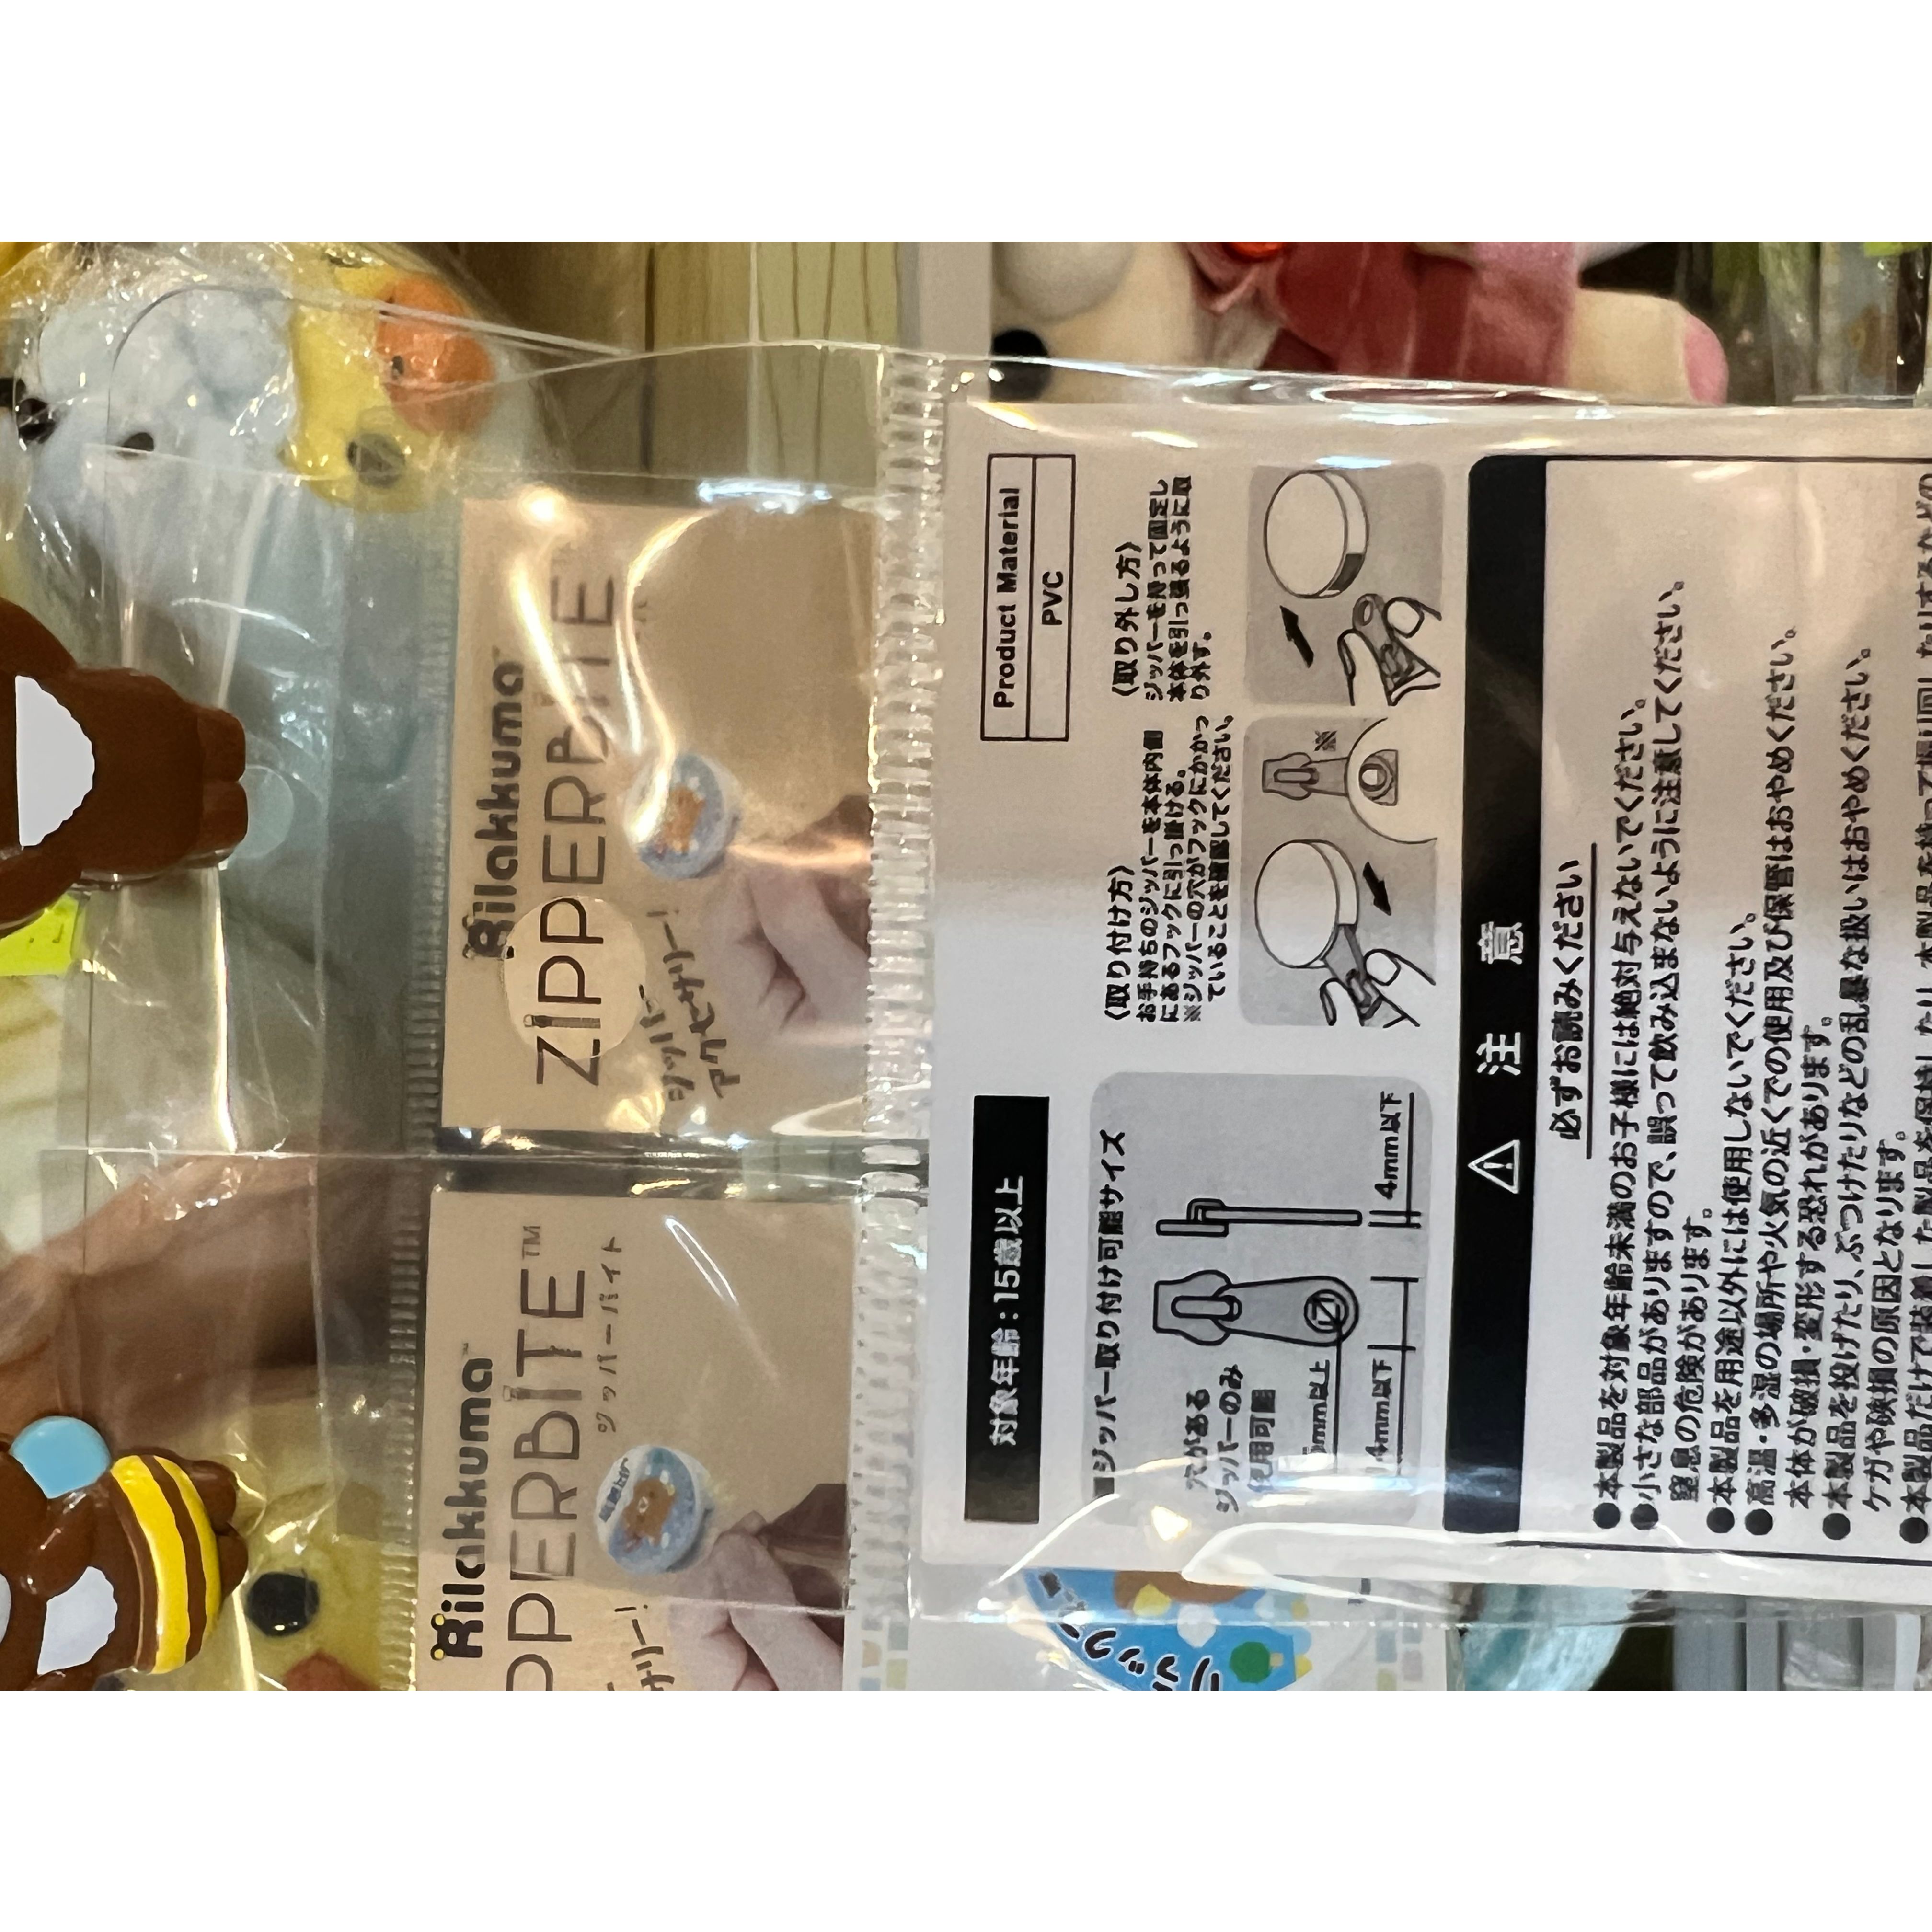 Rilakkuma™
ZIPPERBITE™
ジッパー
アクセサリー!
Rilakkuma™
PPERBITE™
ジッパーバイト
サリー!
対象年齢：15歳以上
Product Material
PVC
■ジッパー取り付け可能サイズ
穴がある
ジッパーのみ
使用可能
mm以上
4mm以下
4mm以下
〈取り付け方〉
お手持ちのジッパーを本体内側
にあるフックに引っ掛ける。
※ジッパーの穴がフックにかかっ
ていることを確認してください。
※
〈取り外し方〉
ジッパーを持って固定し
本体を引っ張るように取
り外す。
⚠ 注 意
必ずお読みください
●本製品を対象年齢未満のお子様には絶対与えないでください。
●小さな部品がありますので、誤って飲み込まないように注意してください。
窒息の危険があります。
●本製品を用途以外には使用しないでください。
●高温・多湿の場所や火気の近くでの使用及び保管はおやめください。
本体が破損・変形する恐れがあります。
●本製品を投げたり、ぶつけたりなどの乱暴な扱いはおやめください。
ケガや破損の原因となります。